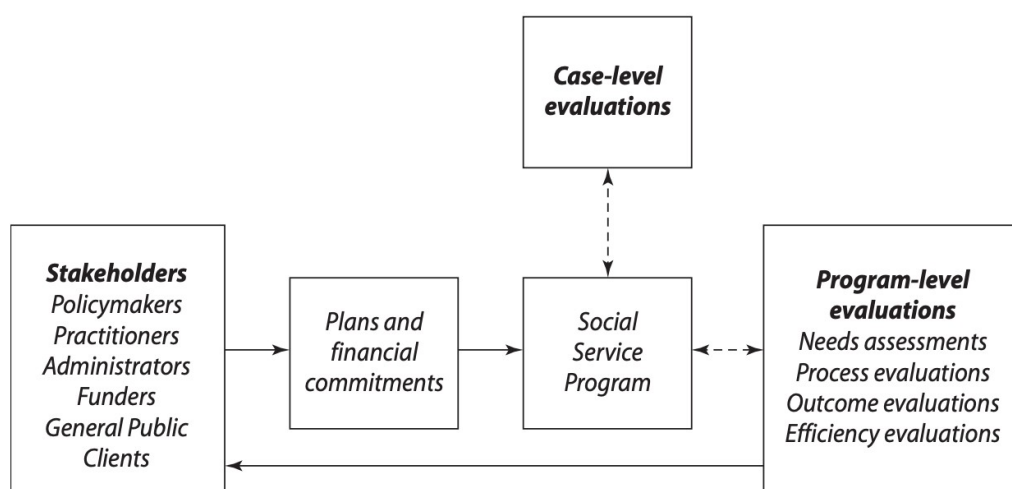 Case-level
evaluations
Stakeholders
Policymakers
Practitioners
Administrators
Funders
General Public
Clients
Plans and
financial
commitments
Social
Service
Program
Program-level
evaluations
Needs assessments
Process evaluations
Outcome evaluations
Efficiency evaluations